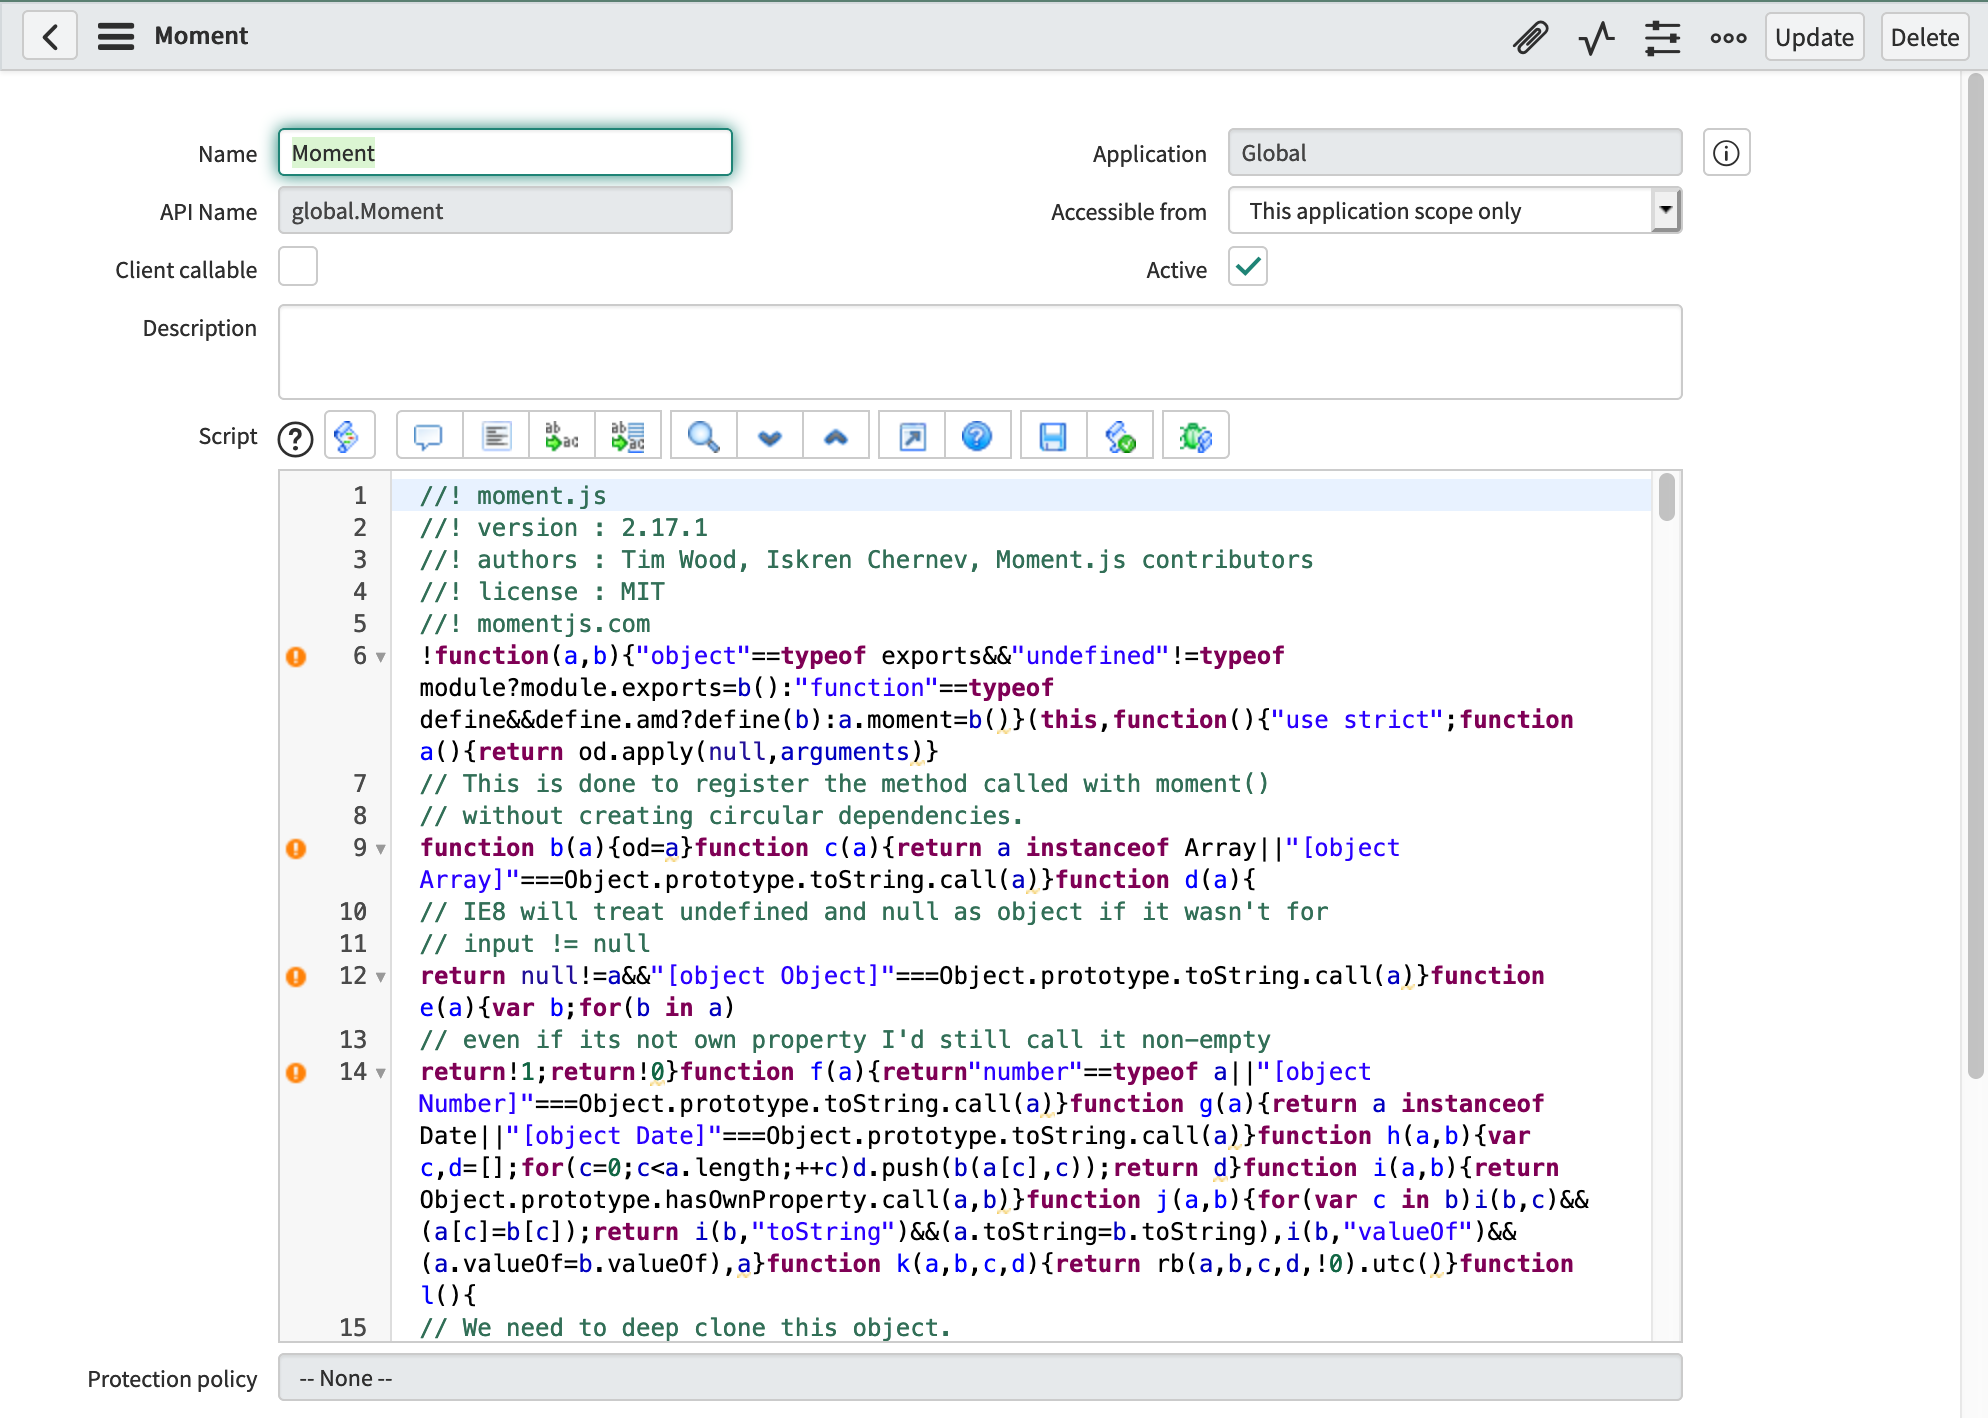 Moment
Update
Delete
Name
Moment
Application
Global
API Name
global.Moment
Accessible from
This application scope only
Client callable
Active
Description
Script
1 //! moment.js
2 //! version : 2.17.1
3 //! authors : Tim Wood, Iskren Chernev, Moment.js contributors
4 //! license : MIT
5 //! momentjs.com
6 !function(a,b){"object"==typeof exports&&"undefined"!=typeof
module?module.exports=b():"function"==typeof
define&&define.amd?define(b):a.moment=b()}(this,function(){"use strict";function
a(){return od.apply(null,arguments)}
7 // This is done to register the method called with moment()
8 // without creating circular dependencies.
9 function b(a){od=a}function c(a){return a instanceof Array||"[object
Array]"===Object.prototype.toString.call(a)}function d(a){
10 // IE8 will treat undefined and null as object if it wasn't for
11 // input != null
12 return null!=a&&"[object Object]"===Object.prototype.toString.call(a)}function
e(a){var b;for(b in a)
13 // even if its not own property I'd still call it non-empty
14 return!1;return!0}function f(a){return"number"==typeof a||"[object
Number]"===Object.prototype.toString.call(a)}function g(a){return a instanceof
Date||"[object Date]"===Object.prototype.toString.call(a)}function h(a,b){var
c,d=[];for(c=0;c<a.length;++c)d.push(b(a[c],c));return d}function i(a,b){return
Object.prototype.hasOwnProperty.call(a,b)}function j(a,b){for(var c in b)i(b,c)&&
(a[c]=b[c]);return i(b,"toString")&&(a.toString=b.toString),i(b,"valueOf")&&
(a.valueOf=b.valueOf),a}function k(a,b,c,d){return rb(a,b,c,d,!0).utc()}function
l(){
15 // We need to deep clone this object.
Protection policy
-- None --